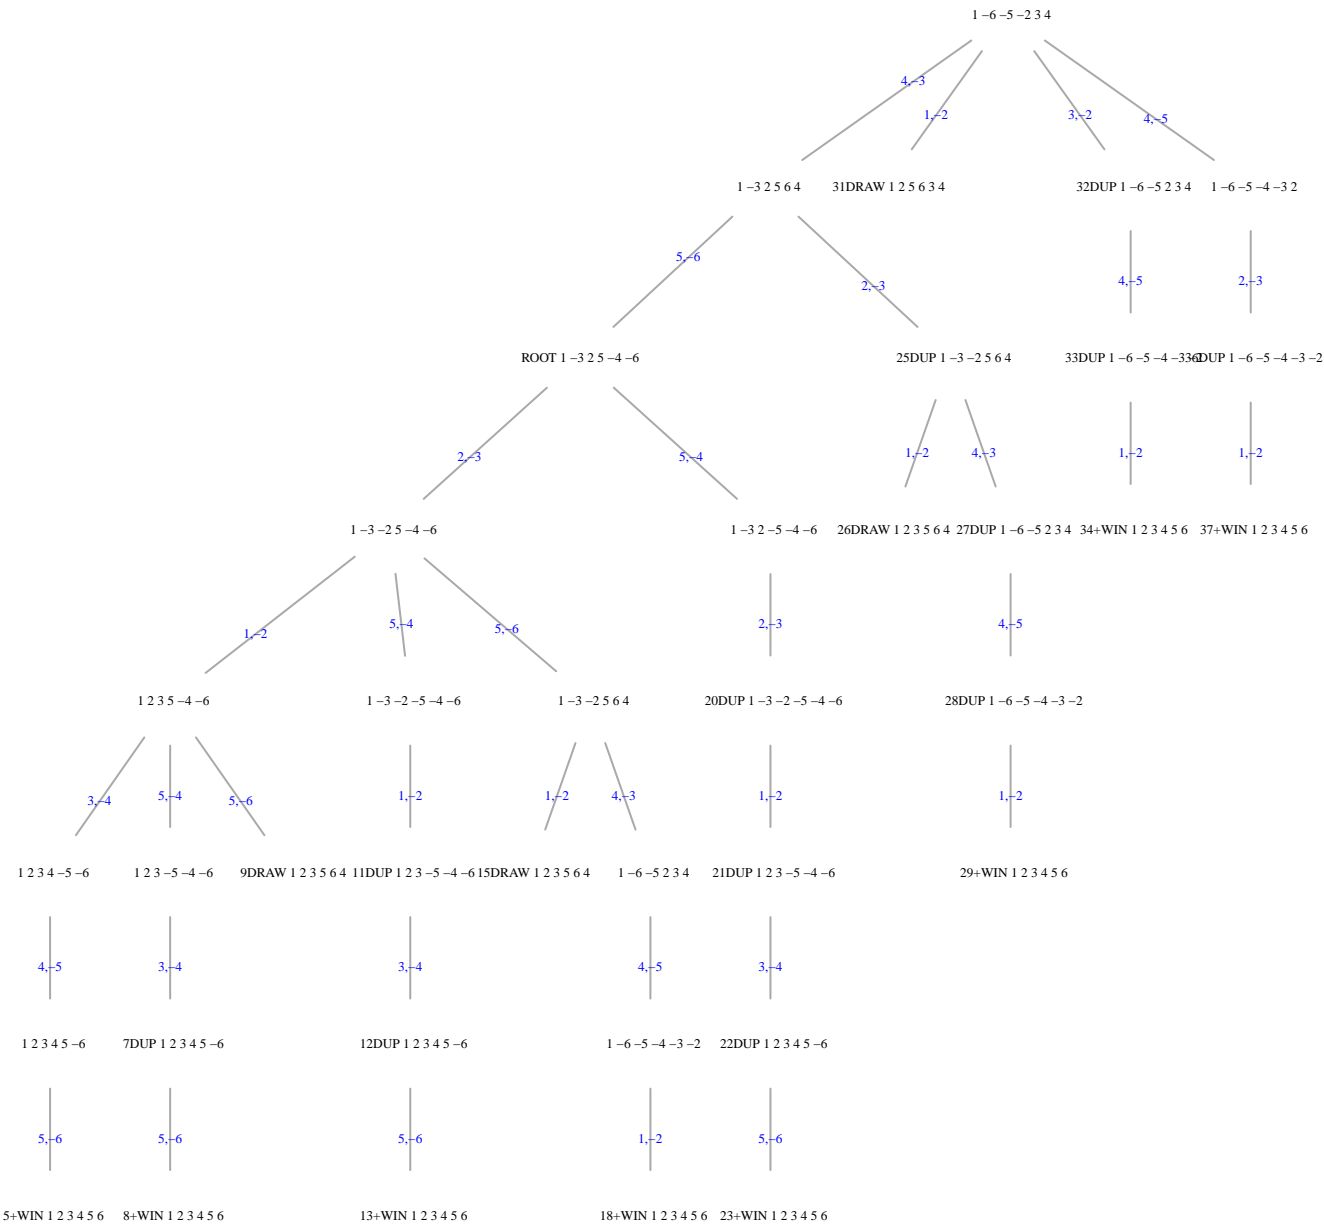 1 −6 −5 −2 3 4
4,−3
1,−2
3,−2
4,−5
1 −3 2 5 6 4
31DRAW 1 2 5 6 3 4
32DUP 1 −6 −5 2 3 4
1 −6 −5 −4 −3 2
5,−6
2,−3
4,−5
2,−3
ROOT 1 −3 2 5 −4 −6
25DUP 1 −3 −2 5 6 4
33DUP 1 −6 −5 −4 −3 −2
36DUP 1 −6 −5 −4 −3 −2
2,−3
5,−4
1,−2
4,−3
1,−2
1,−2
1 −3 −2 5 −4 −6
1 −3 2 −5 −4 −6
26DRAW 1 2 3 5 6 4
27DUP 1 −6 −5 2 3 4
34+WIN 1 2 3 4 5 6
37+WIN 1 2 3 4 5 6
1,−2
5,−4
5,−6
2,−3
4,−5
1 2 3 5 −4 −6
1 −3 −2 −5 −4 −6
1 −3 −2 5 6 4
20DUP 1 −3 −2 −5 −4 −6
28DUP 1 −6 −5 −4 −3 −2
3,−4
5,−4
5,−6
1,−2
1,−2
4,−3
1,−2
1,−2
1 2 3 4 −5 −6
1 2 3 −5 −4 −6
9DRAW 1 2 3 5 6 4
11DUP 1 2 3 −5 −4 −6
15DRAW 1 2 3 5 6 4
1 −6 −5 2 3 4
21DUP 1 2 3 −5 −4 −6
29+WIN 1 2 3 4 5 6
4,−5
3,−4
3,−4
4,−5
3,−4
1 2 3 4 5 −6
7DUP 1 2 3 4 5 −6
12DUP 1 2 3 4 5 −6
1 −6 −5 −4 −3 −2
22DUP 1 2 3 4 5 −6
5,−6
5,−6
5,−6
1,−2
5,−6
5+WIN 1 2 3 4 5 6
8+WIN 1 2 3 4 5 6
13+WIN 1 2 3 4 5 6
18+WIN 1 2 3 4 5 6
23+WIN 1 2 3 4 5 6